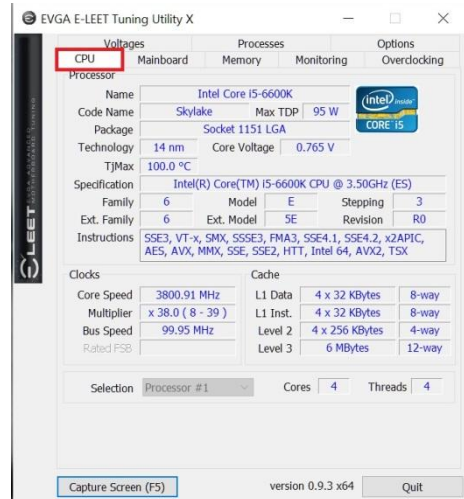 EVGA E-LEET Tuning Utility X
Voltages Processes Options
CPU Mainboard Memory Monitoring Overclocking
Processor
Name Intel Core i5-6600K
Code Name Skylake Max TDP 95 W
Package Socket 1151 LGA
Technology 14 nm Core Voltage 0.765 V
TjMax 100.0 °C
Specification Intel(R) Core(TM) i5-6600K CPU @ 3.50GHz (ES)
Family 6 Model E Stepping 3
Ext. Family 6 Ext. Model 5E Revision R0
Instructions SSE3, VT-x, SMX, SSSE3, FMA3, SSE4.1, SSE4.2, x2APIC,
AES, AVX, MMX, SSE, SSE2, HTT, Intel 64, AVX2, TSX
(intel) inside
CORE i5
Clocks
Core Speed 3800.91 MHz
Multiplier x 38.0 ( 8 - 39 )
Bus Speed 99.95 MHz
Rated FSB
Cache
L1 Data 4 x 32 KBytes 8-way
L1 Inst. 4 x 32 KBytes 8-way
Level 2 4 x 256 KBytes 4-way
Level 3 6 MBytes 12-way
Selection Processor #1 Cores 4 Threads 4
Capture Screen (F5) version 0.9.3 x64 Quit
ELEET
EVGA ADVANCED
MOTHERBOARD TUNING